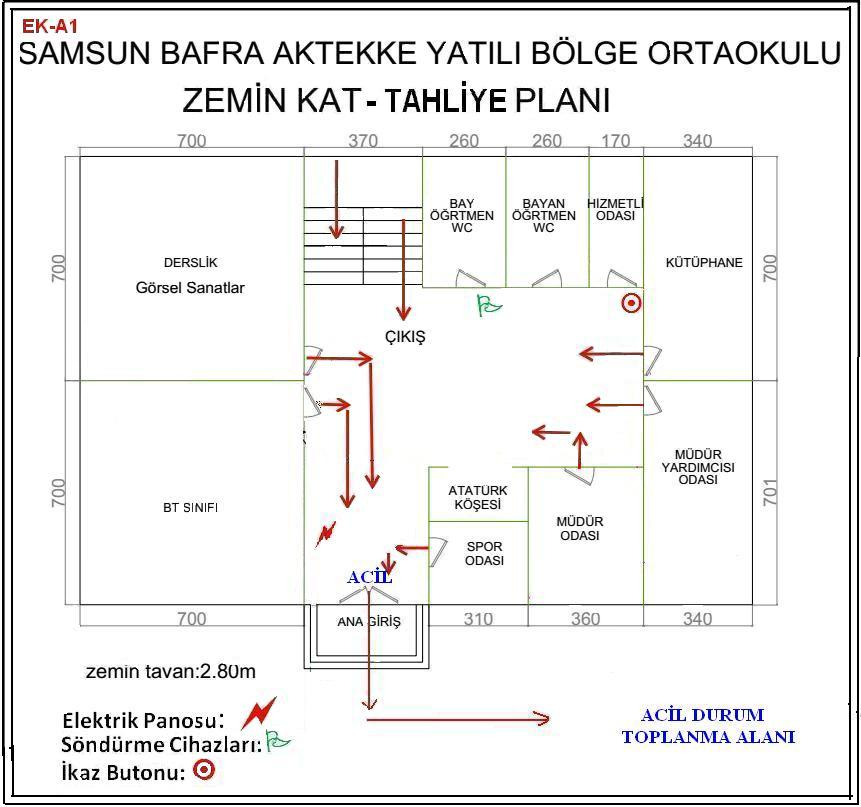 EK-A1
SAMSUN BAFRA AKTEKKE YATILI BÖLGE ORTAOKULU
ZEMİN KAT - TAHLİYE PLANI
700
370
260
260
170
340
700
DERSLİK
Görsel Sanatlar
BAY
ÖĞRTMEN
WC
BAYAN
ÖĞRTMEN
WC
HIZMETLİ
ODASI
KÜTÜPHANE
700
ÇIKIŞ
700
BT SINIFI
ATATÜRK
KÖŞESİ
SPOR
ODASI
MÜDÜR
ODASI
MÜDÜR
YARDIMCISI
ODASI
701
ACİL
ANA GİRİŞ
700
310
360
340
zemin tavan:2.80m
Elektrik Panosu:
Söndürme Cihazları:
İkaz Butonu:
ACİL DURUM
TOPLANMA ALANI